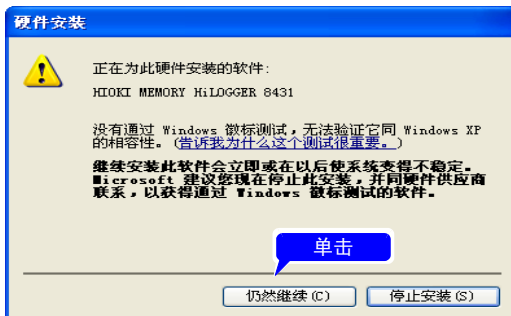 硬件安装
正在为此硬件安装的软件:
HIOKI MEMORY HiLOGGER 8431
没有通过 Windows 徽标测试，无法验证它同 Windows XP
的相容性。(告诉我为什么这个测试很重要。)
继续安装此软件会立即或在以后使系统变得不稳定。
Microsoft 建议您现在停止此安装，并同硬件供应商
联系，以获得通过 Windows 徽标测试的软件。
单击
仍然继续(C)
停止安装(S)